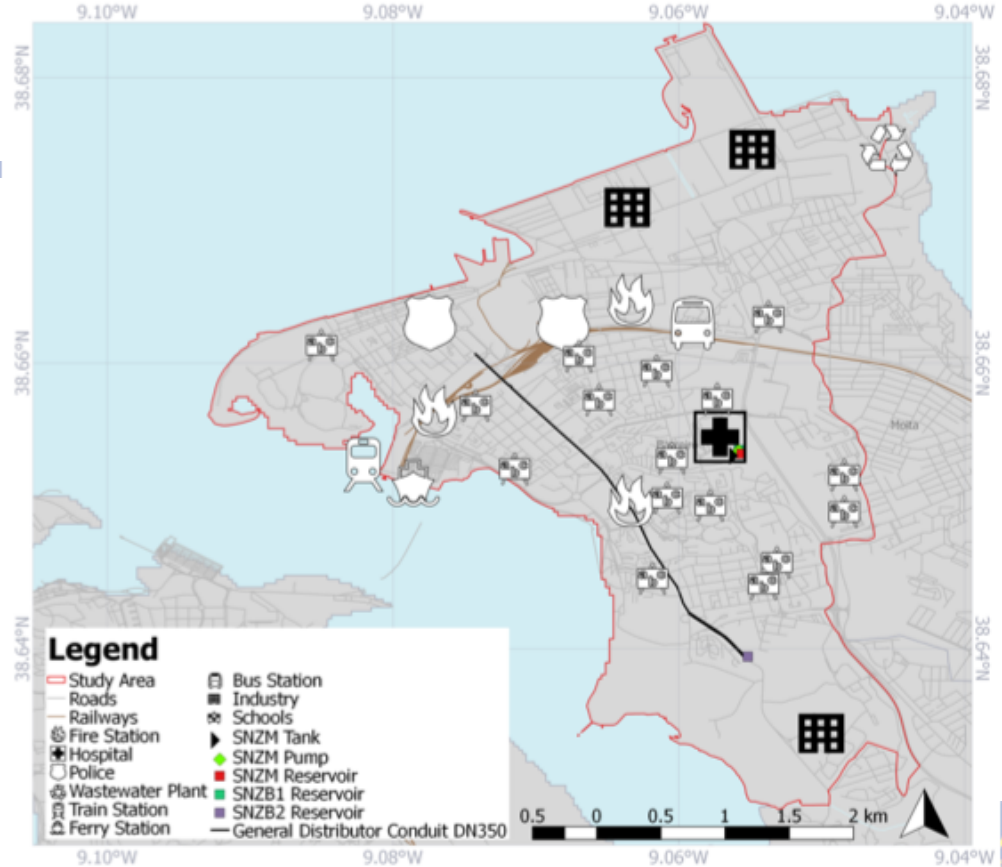 9.10°W 9.08°W 9.06°W 9.04°W
38.68°N 38.68°N
38.66°N 38.66°N
Moita
38.64°N 38.64°N
Legend
Study Area
Roads
Railways
Fire Station
Hospital
Police
Wastewater Plant
Train Station
Ferry Station
Bus Station
Industry
Schools
SNZM Tank
SNZM Pump
SNZM Reservoir
SNZB1 Reservoir
SNZB2 Reservoir
General Distributor Conduit DN350
0.5 0 0.5 1 1.5 2 km
9.10°W 9.08°W 9.06°W 9.04°W